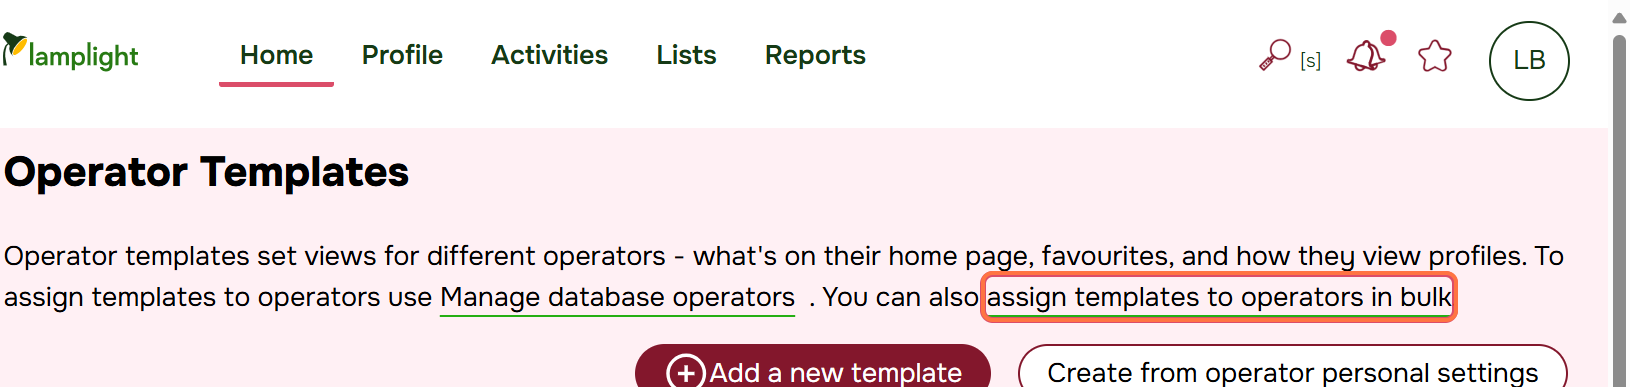 lamplight Home Profile Activities Lists Reports [s] LB
Operator Templates
Operator templates set views for different operators - what's on their home page, favourites, and how they view profiles. To
assign templates to operators use Manage database operators . You can also assign templates to operators in bulk
Add a new template Create from operator personal settings